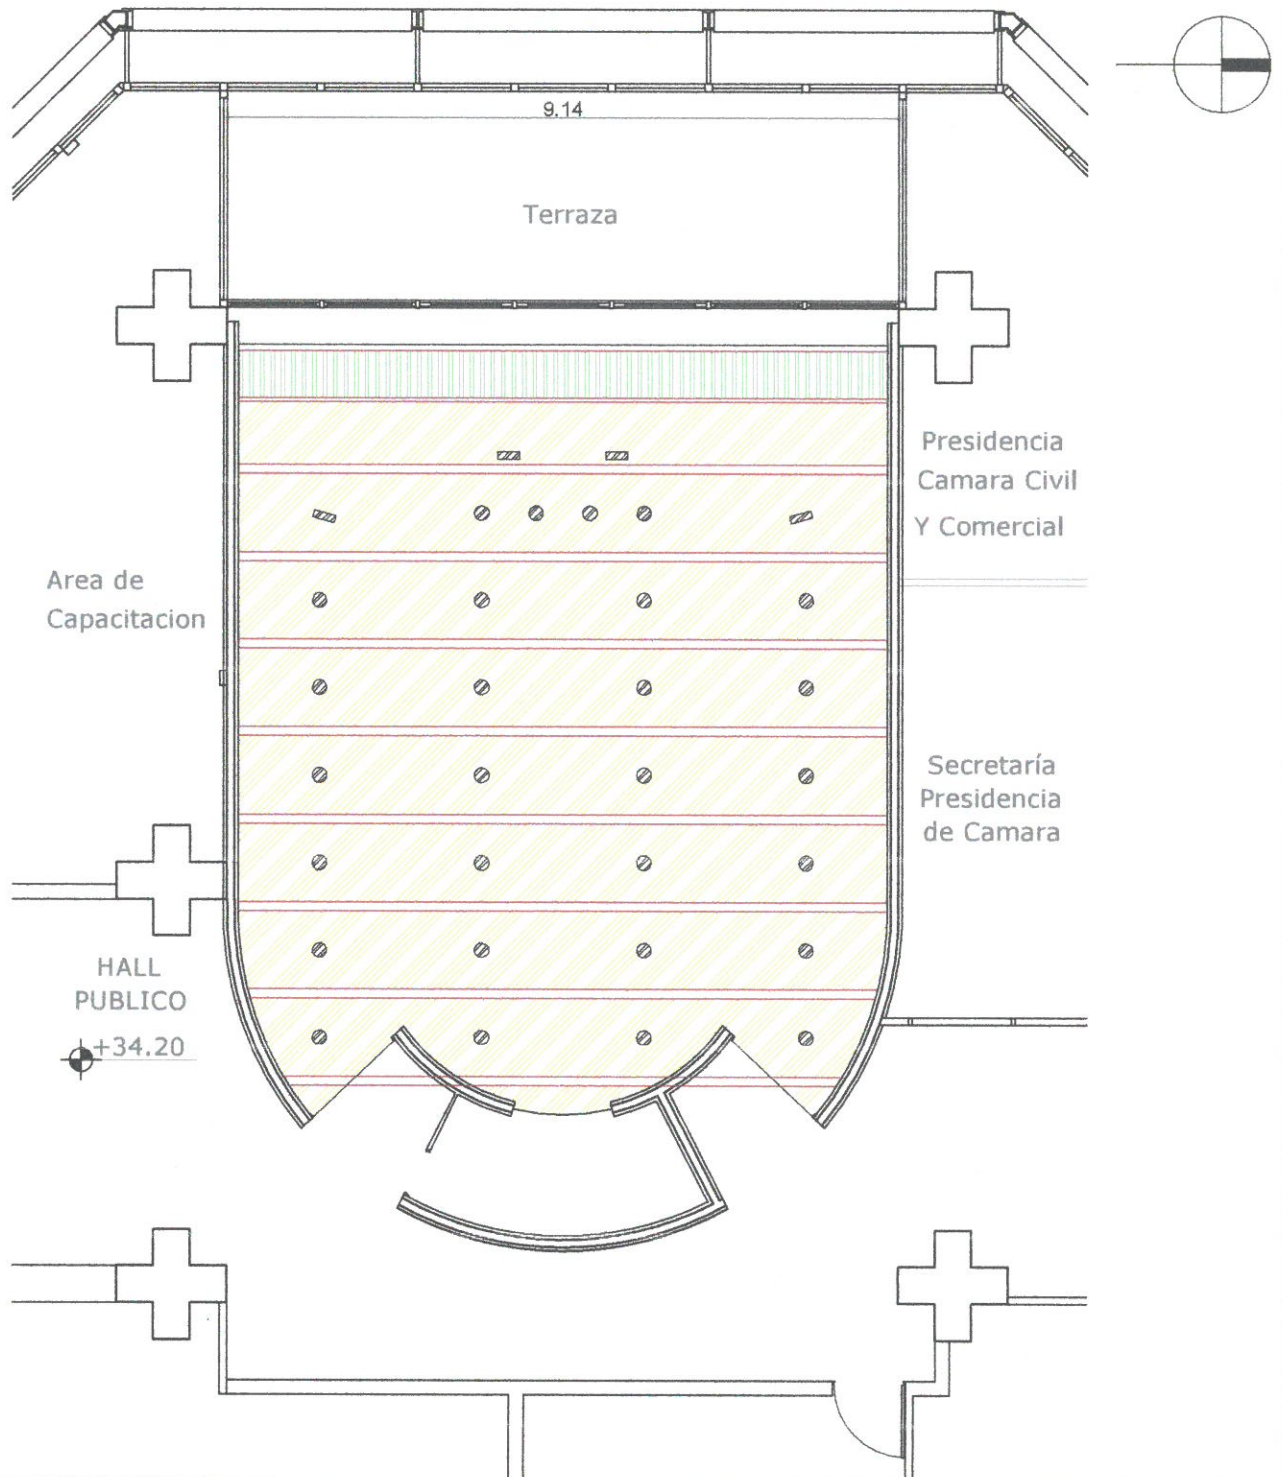 9.14
Terraza
Presidencia
Camara Civil
Y Comercial
Area de
Capacitacion
Secretaría
Presidencia
de Camara
HALL
PUBLICO
+34.20